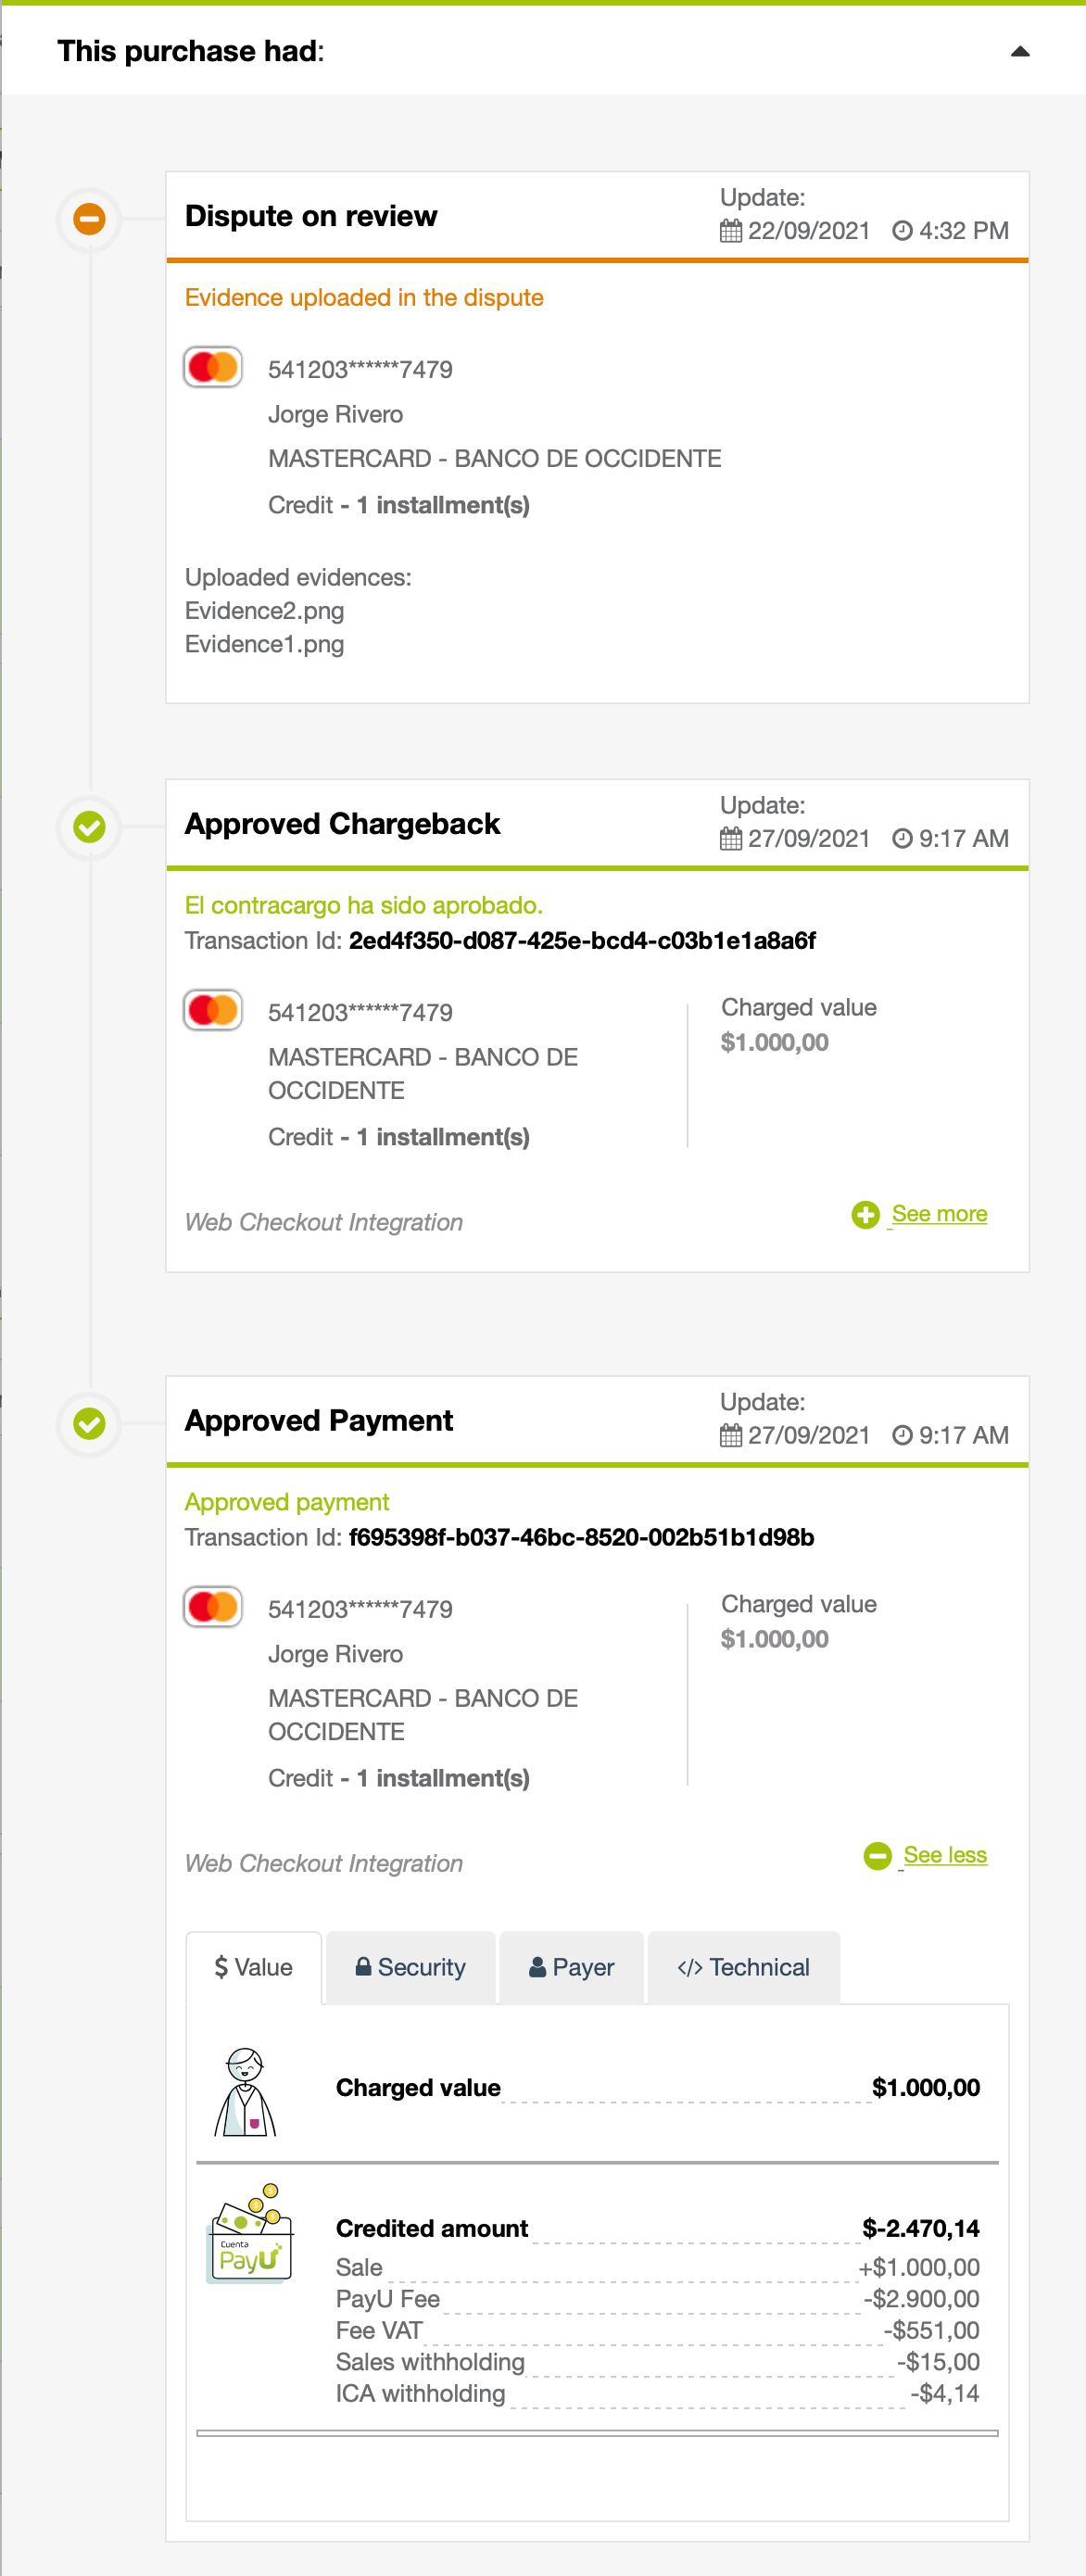 This purchase had:
Dispute on review
Update:
22/09/2021 4:32 PM
Evidence uploaded in the dispute
541203******7479
Jorge Rivero
MASTERCARD - BANCO DE OCCIDENTE
Credit - 1 installment(s)
Uploaded evidences:
Evidence2.png
Evidence1.png
Approved Chargeback
Update:
27/09/2021 9:17 AM
El contracargo ha sido aprobado.
Transaction Id: 2ed4f350-d087-425e-bcd4-c03b1e1a8a6f
541203******7479
MASTERCARD - BANCO DE
OCCIDENTE
Credit - 1 installment(s)
Charged value
$1.000,00
Web Checkout Integration
See more
Approved Payment
Update:
27/09/2021 9:17 AM
Approved payment
Transaction Id: f695398f-b037-46bc-8520-002b51b1d98b
541203******7479
Jorge Rivero
MASTERCARD - BANCO DE
OCCIDENTE
Credit - 1 installment(s)
Charged value
$1.000,00
Web Checkout Integration
See less
$ Value
Security
Payer
</> Technical
Charged value $1.000,00
Cuenta
PayU
Credited amount $-2.470,14
Sale +$1.000,00
PayU Fee -$2.900,00
Fee VAT -$551,00
Sales withholding -$15,00
ICA withholding -$4,14